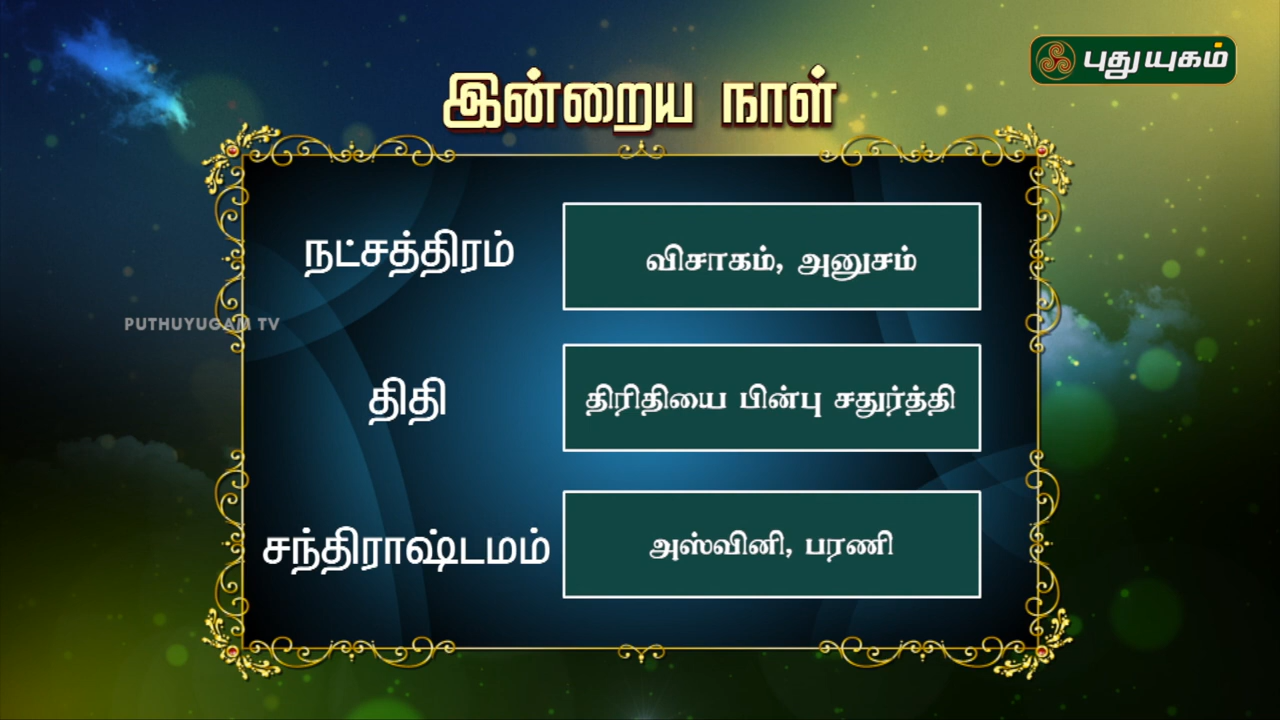 புதுயுகம்
இன்றைய நாள்
நட்சத்திரம்
விசாகம், அனுசம்
PUTHUYUGAM TV
திதி
திரிதியை பின்பு சதுர்த்தி
சந்திராஷ்டமம்
அஸ்வினி, பரணி